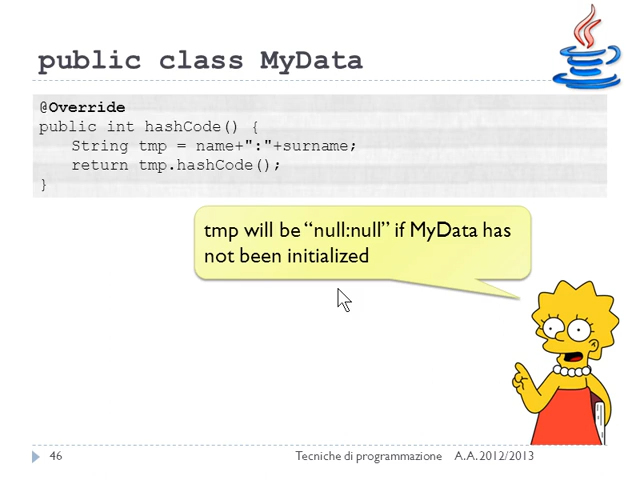 public class MyData
@Override
public int hashCode() {
String tmp = name+":"+surname;
return tmp.hashCode();
}
tmp will be “null:null” if MyData has
not been initialized
46
Tecniche di programmazione A.A. 2012/2013